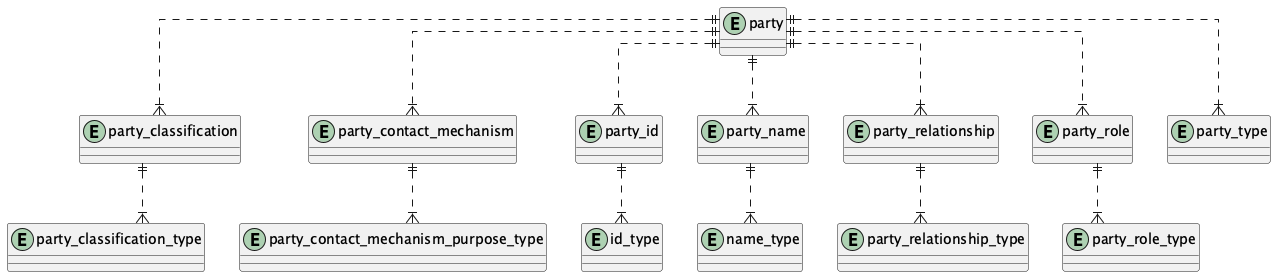 E party
E party_classification
E party_contact_mechanism
E party_id
E party_name
E party_relationship
E party_role
E party_type
E party_classification_type
E party_contact_mechanism_purpose_type
E id_type
E name_type
E party_relationship_type
E party_role_type